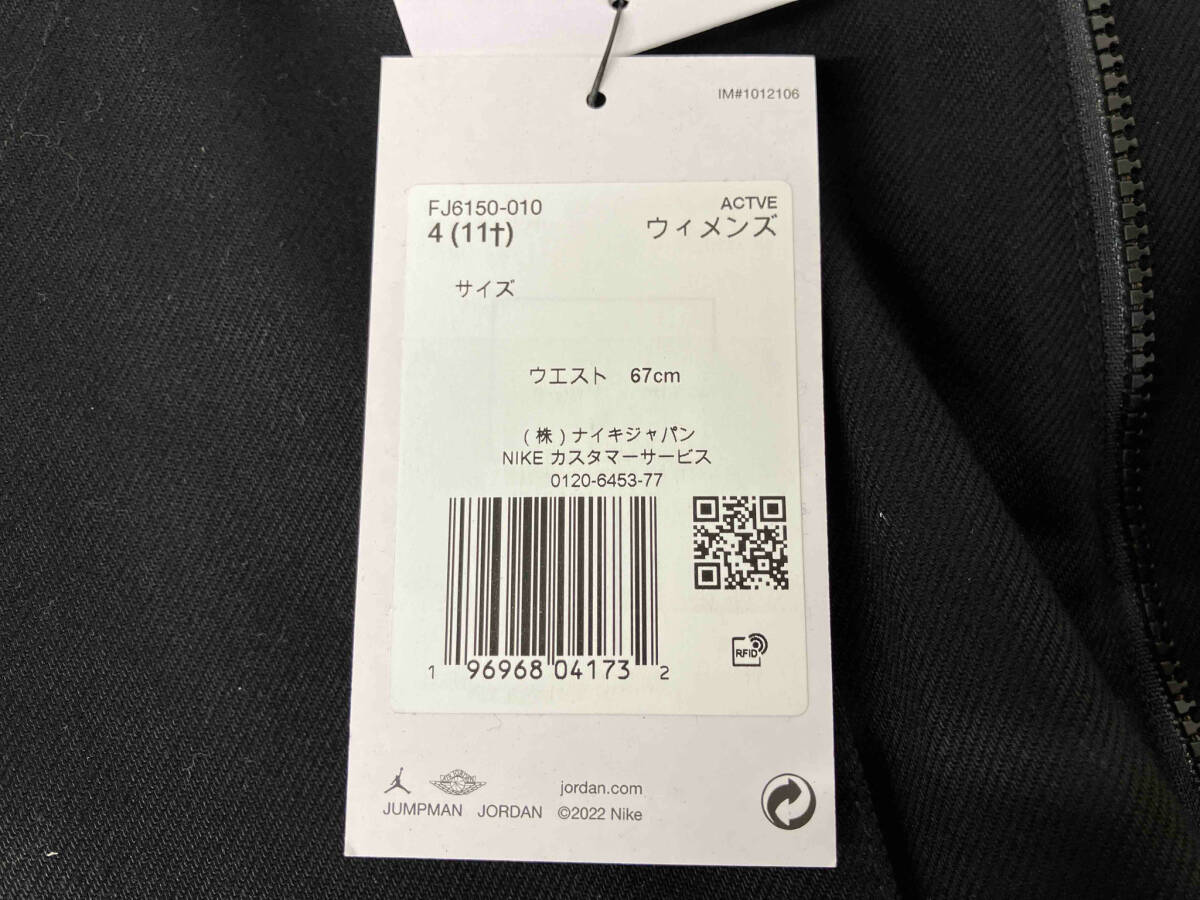 IM#1012106
FJ6150-010
ACTVE
4 (11†)
ウィメンズ
サイズ
ウエスト 67cm
(株)ナイキジャパン
NIKE カスタマーサービス
0120-6453-77
1 96968 04173 2
RFID
jordan.com
JUMPMAN JORDAN ©2022 Nike